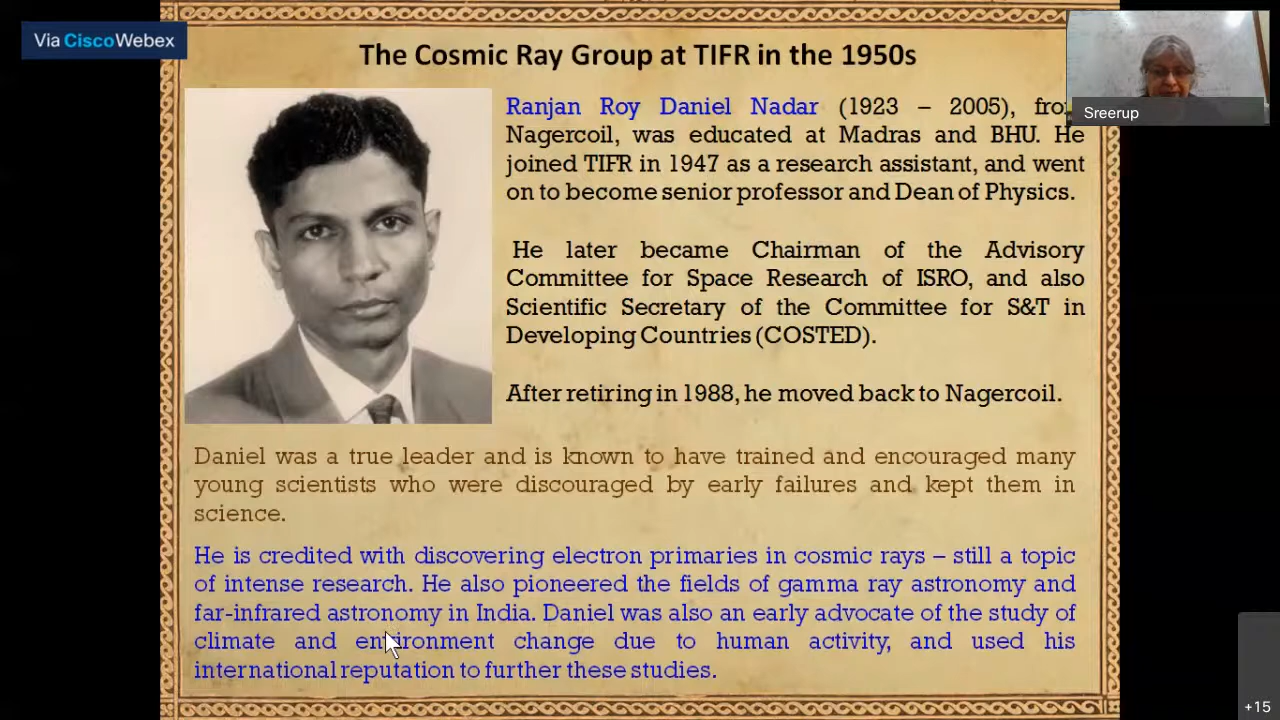 Via CiscoWebex
The Cosmic Ray Group at TIFR in the 1950s
Sreerup
Ranjan Roy Daniel Nadar (1923 – 2005), from
Nagercoil, was educated at Madras and BHU. He
joined TIFR in 1947 as a research assistant, and went
on to become senior professor and Dean of Physics.
He later became Chairman of the Advisory
Committee for Space Research of ISRO, and also
Scientific Secretary of the Committee for S&T in
Developing Countries (COSTED).
After retiring in 1988, he moved back to Nagercoil.
Daniel was a true leader and is known to have trained and encouraged many
young scientists who were discouraged by early failures and kept them in
science.
He is credited with discovering electron primaries in cosmic rays – still a topic
of intense research. He also pioneered the fields of gamma ray astronomy and
far-infrared astronomy in India. Daniel was also an early advocate of the study of
climate and environment change due to human activity, and used his
international reputation to further these studies.
+15